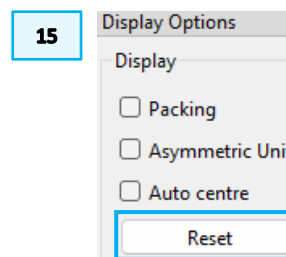 15
Display Options
Display
Packing
Asymmetric Uni
Auto centre
Reset